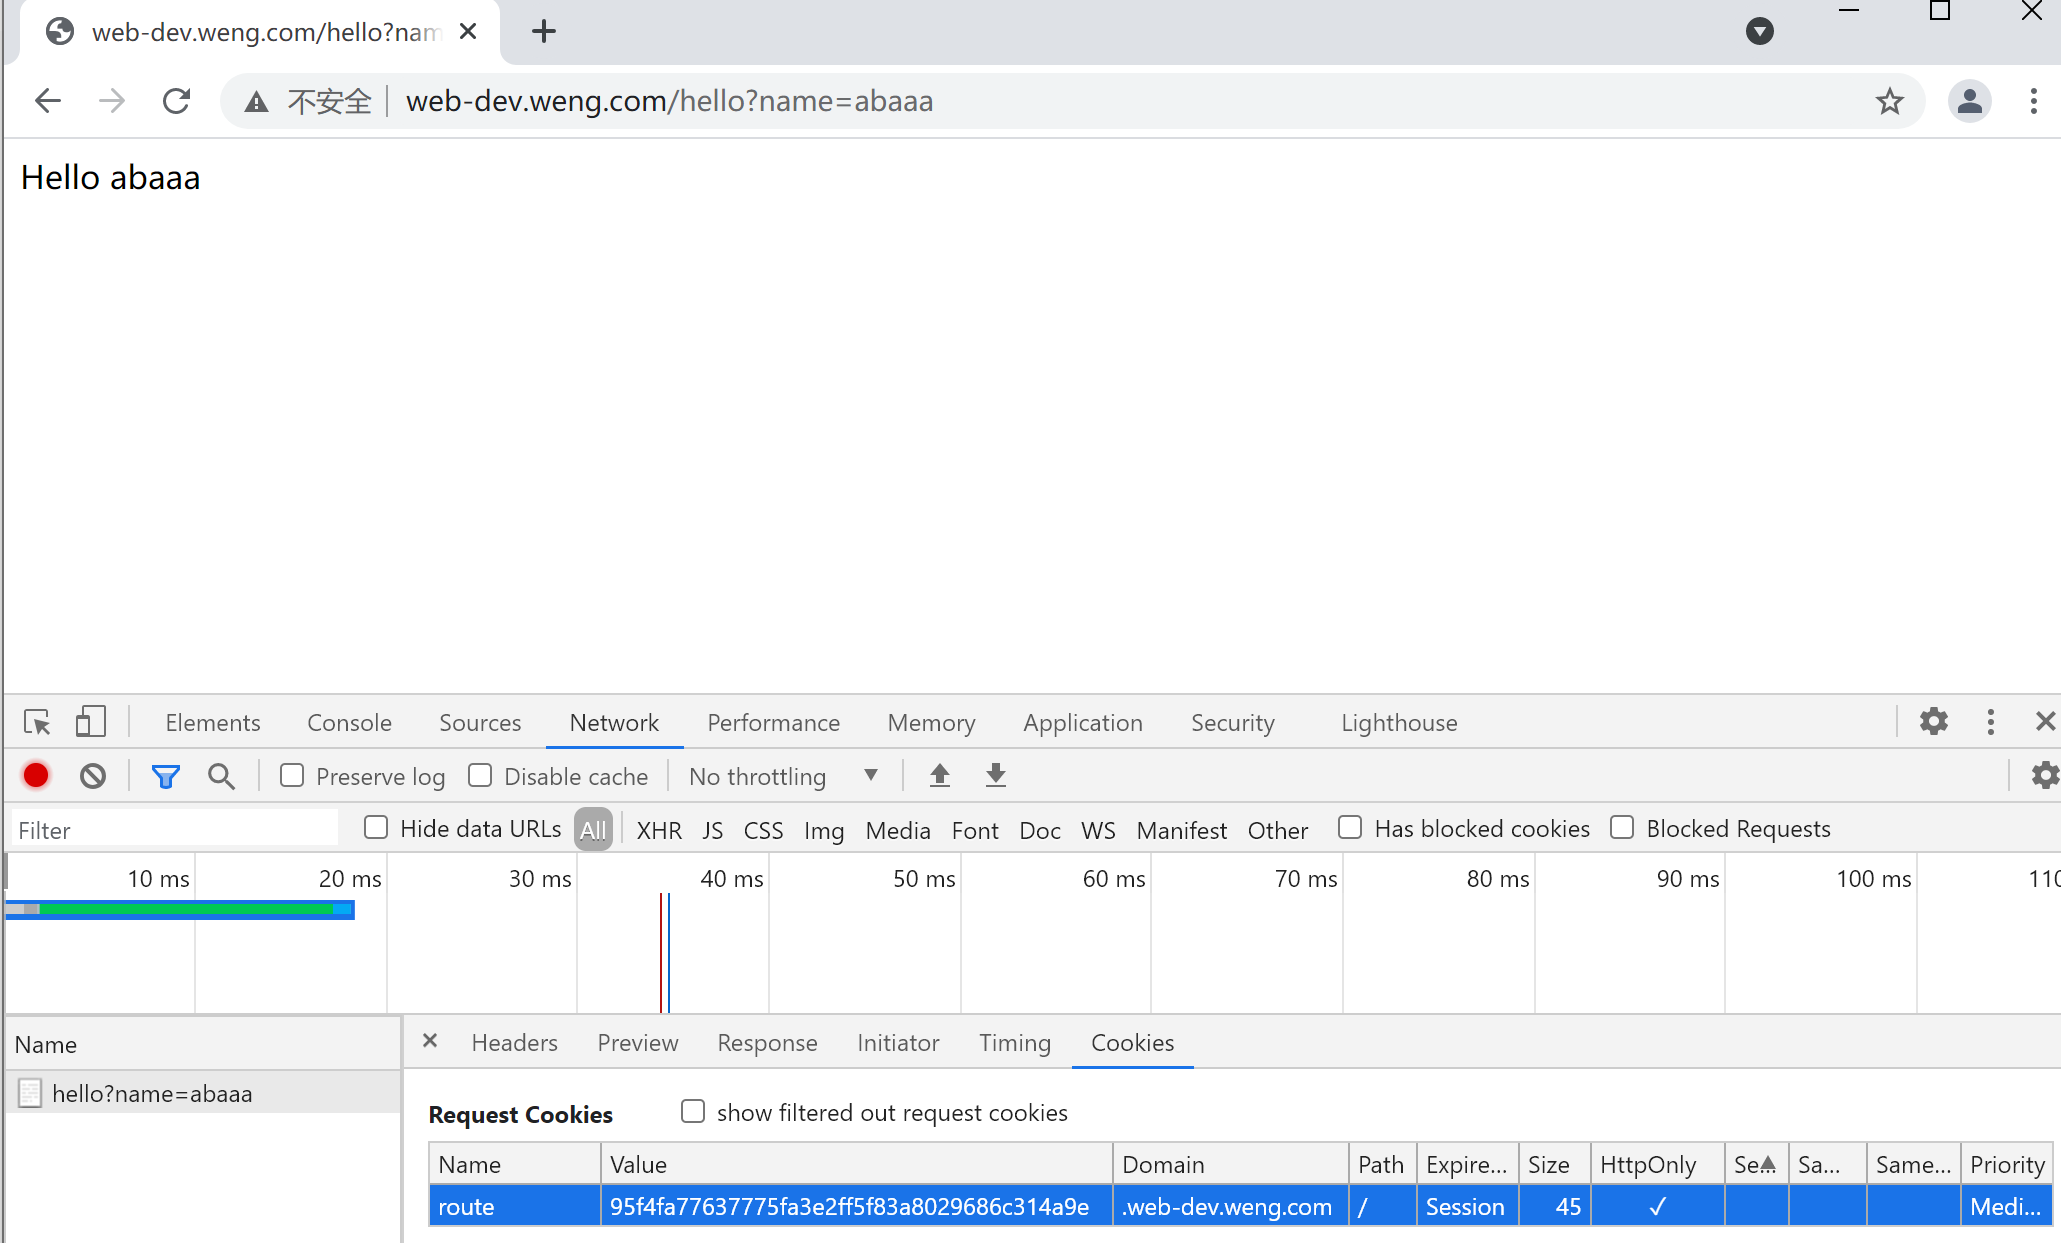 web-dev.weng.com/hello?nam
不安全 web-dev.weng.com/hello?name=abaaa
Hello abaaa
Elements Console Sources Network Performance Memory Application Security Lighthouse
Preserve log Disable cache No throttling
Filter Hide data URLs All XHR JS CSS Img Media Font Doc WS Manifest Other Has blocked cookies Blocked Requests
10 ms 20 ms 30 ms 40 ms 50 ms 60 ms 70 ms 80 ms 90 ms 100 ms 110
Name Headers Preview Response Initiator Timing Cookies
hello?name=abaaa
Request Cookies show filtered out request cookies
Name Value Domain Path Expire... Size HttpOnly Se... Sa... Same... Priority
route 95f4fa77637775fa3e2ff5f83a8029686c314a9e .web-dev.weng.com / Session 45 ✓ Medi...